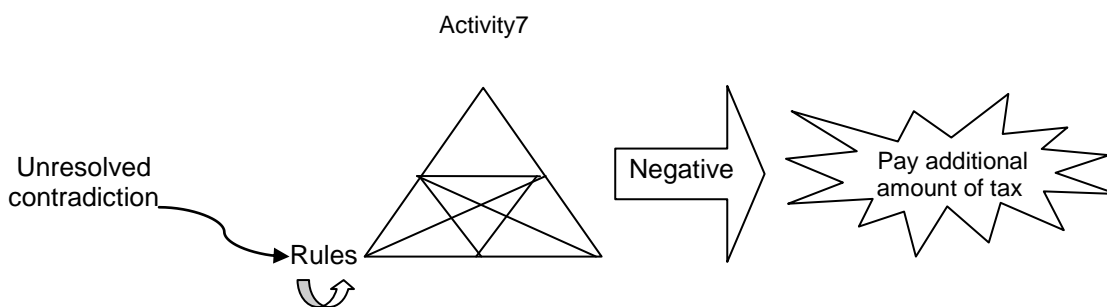 Activity7
Unresolved
contradiction
Rules
Negative
Pay additional
amount of tax